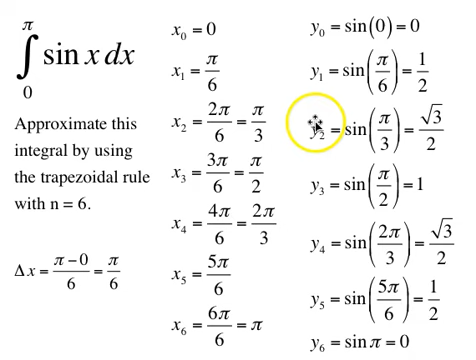 ∫₀^π sin x dx
Approximate this
integral by using
the trapezoidal rule
with n = 6.
Δx = (π−0)/6 = π/6
x₀ = 0
x₁ = π/6
x₂ = 2π/6 = π/3
x₃ = 3π/6 = π/2
x₄ = 4π/6 = 2π/3
x₅ = 5π/6
x₆ = 6π/6 = π
y₀ = sin(0) = 0
y₁ = sin(π/6) = 1/2
y₂ = sin(π/3) = √3/2
y₃ = sin(π/2) = 1
y₄ = sin(2π/3) = √3/2
y₅ = sin(5π/6) = 1/2
y₆ = sin π = 0